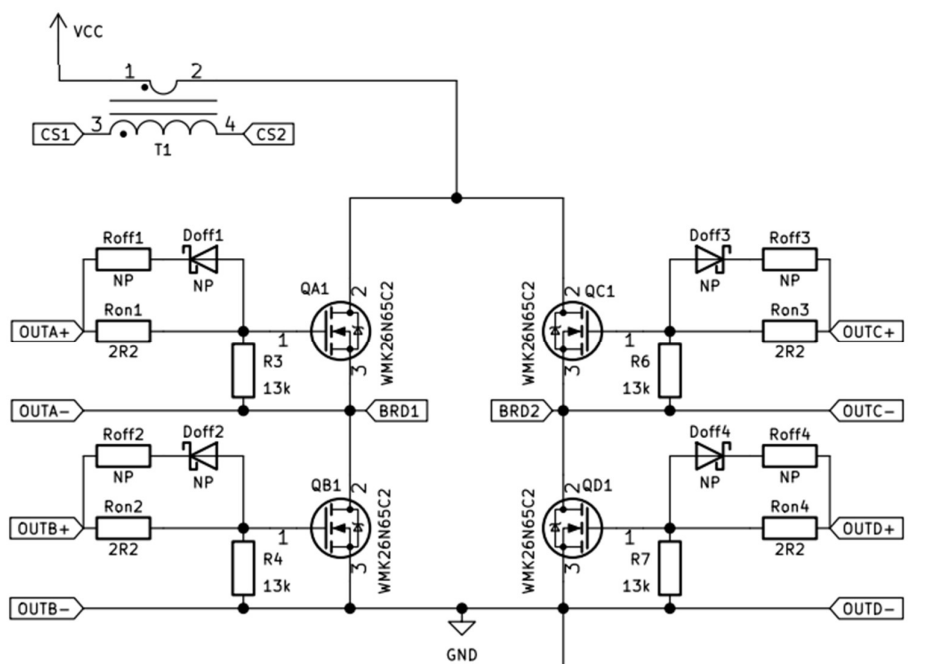 VCC
1 2
CS1 3 4 CS2
T1
Roff1 Doff1 Doff3 Roff3
NP NP NP NP
QA1 2 WMK26N65C2 WMK26N65C2 2 QC1
Ron1 Ron3
OUTA+ 1 1 OUTC+
2R2 2R2
R3 3 3 R6
13k 13k
OUTA- BRD1 BRD2 OUTC-
Roff2 Doff2 Doff4 Roff4
NP NP NP NP
QB1 2 WMK26N65C2 WMK26N65C2 2 QD1
Ron2 Ron4
OUTB+ 1 1 OUTD+
2R2 2R2
R4 3 3 R7
13k 13k
OUTB- OUTD-
GND